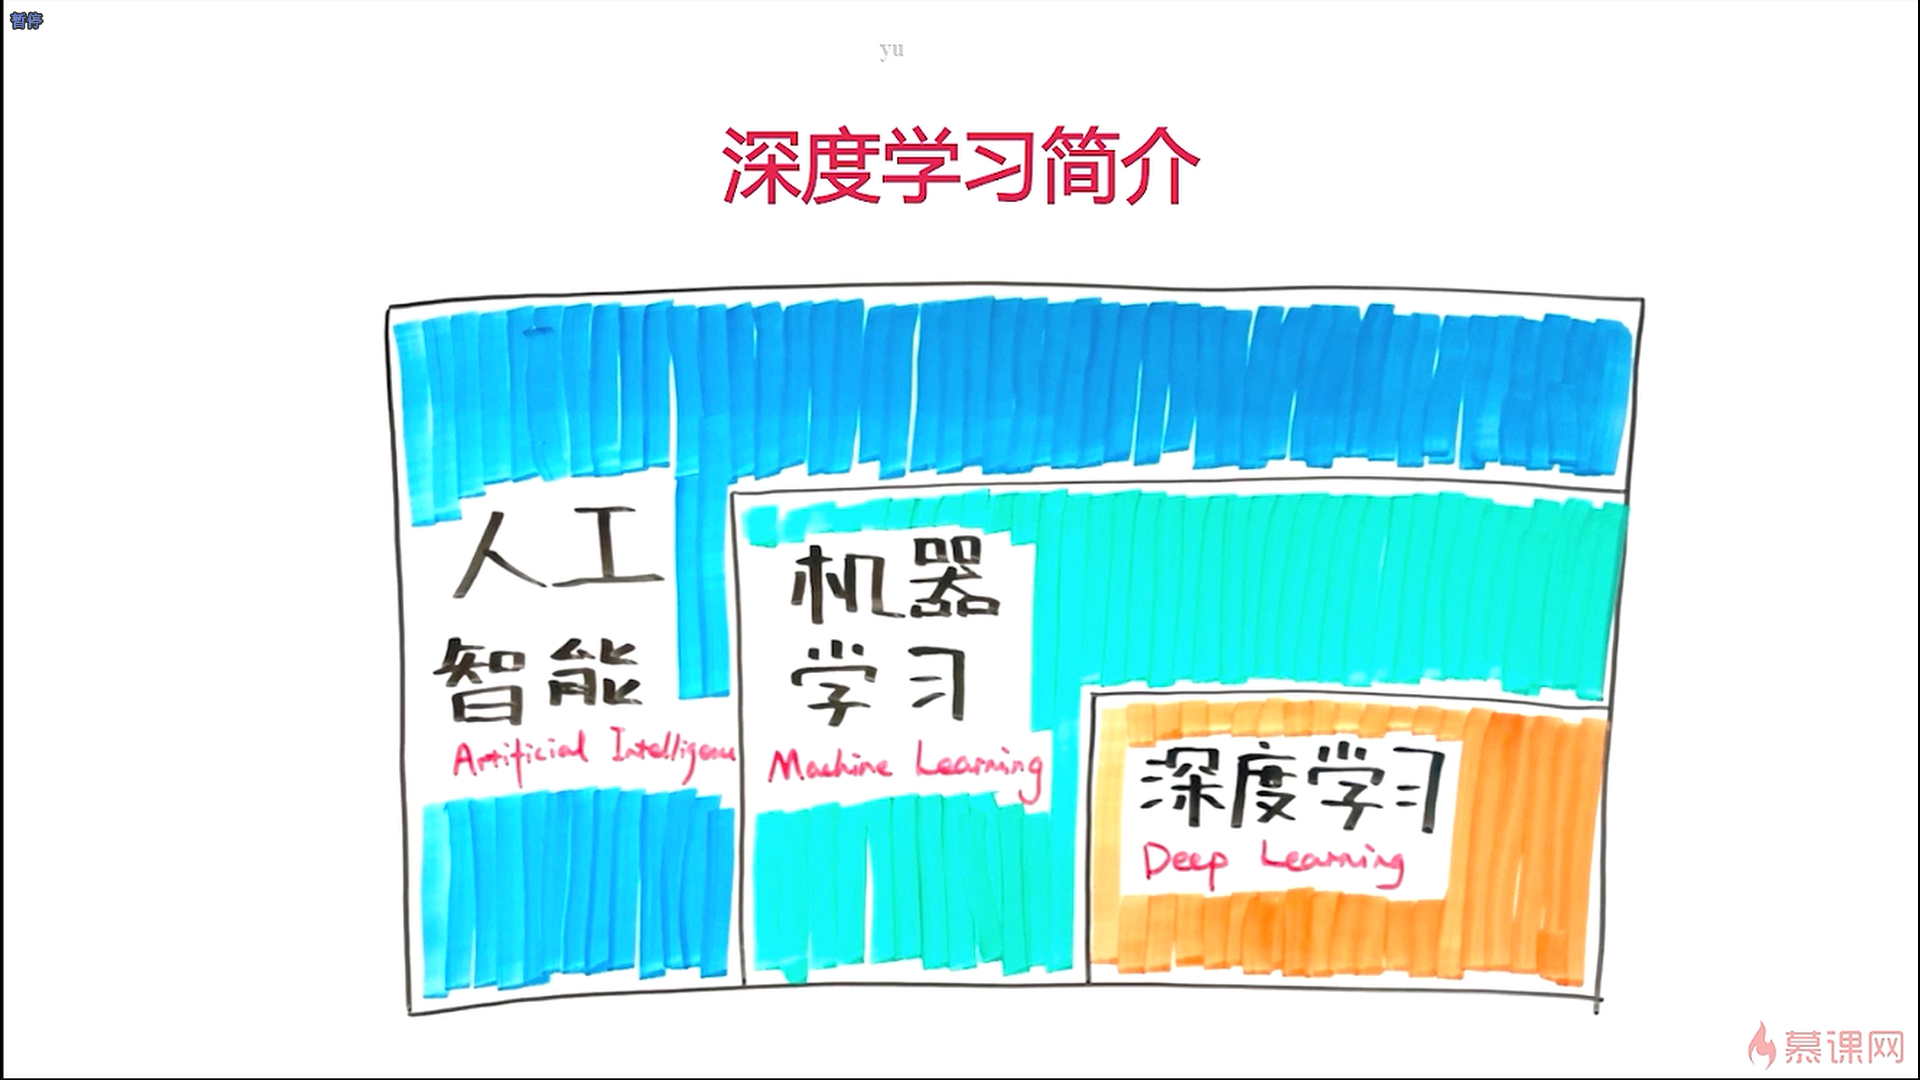 暂停
yu
深度学习简介
人工
智能
Artificial Intelligence
机器
学习
Machine Learning
深度学习
Deep Learning
慕课网